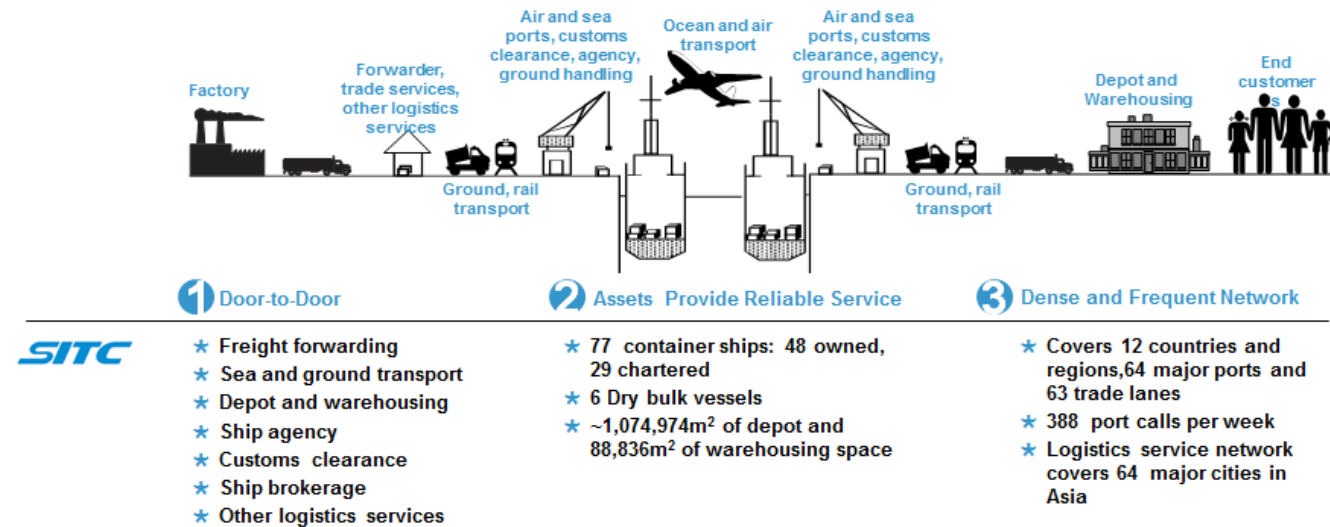 Factory
Forwarder,
trade services,
other logistics
services
Ground, rail
transport
Air and sea
ports, customs
clearance, agency,
ground handling
Ocean and air
transport
Air and sea
ports, customs
clearance, agency,
ground handling
Ground, rail
transport
Depot and
Warehousing
End
customer
s
1 Door-to-Door
2 Assets Provide Reliable Service
3 Dense and Frequent Network
SITC
★ Freight forwarding
★ Sea and ground transport
★ Depot and warehousing
★ Ship agency
★ Customs clearance
★ Ship brokerage
★ Other logistics services
★ 77 container ships: 48 owned,
29 chartered
★ 6 Dry bulk vessels
★ ~1,074,974m² of depot and
88,836m² of warehousing space
★ Covers 12 countries and
regions,64 major ports and
63 trade lanes
★ 388 port calls per week
★ Logistics service network
covers 64 major cities in
Asia